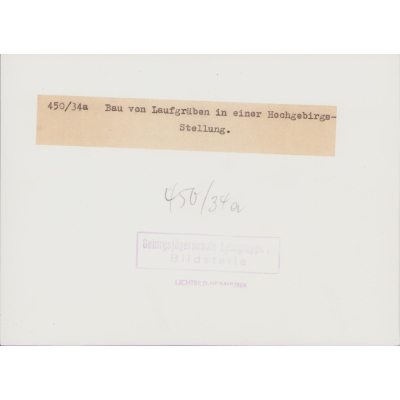 450/34a Bau von Laufgräben in einer Hochgebirgs-
Stellung.
450/34a
Bildstelle